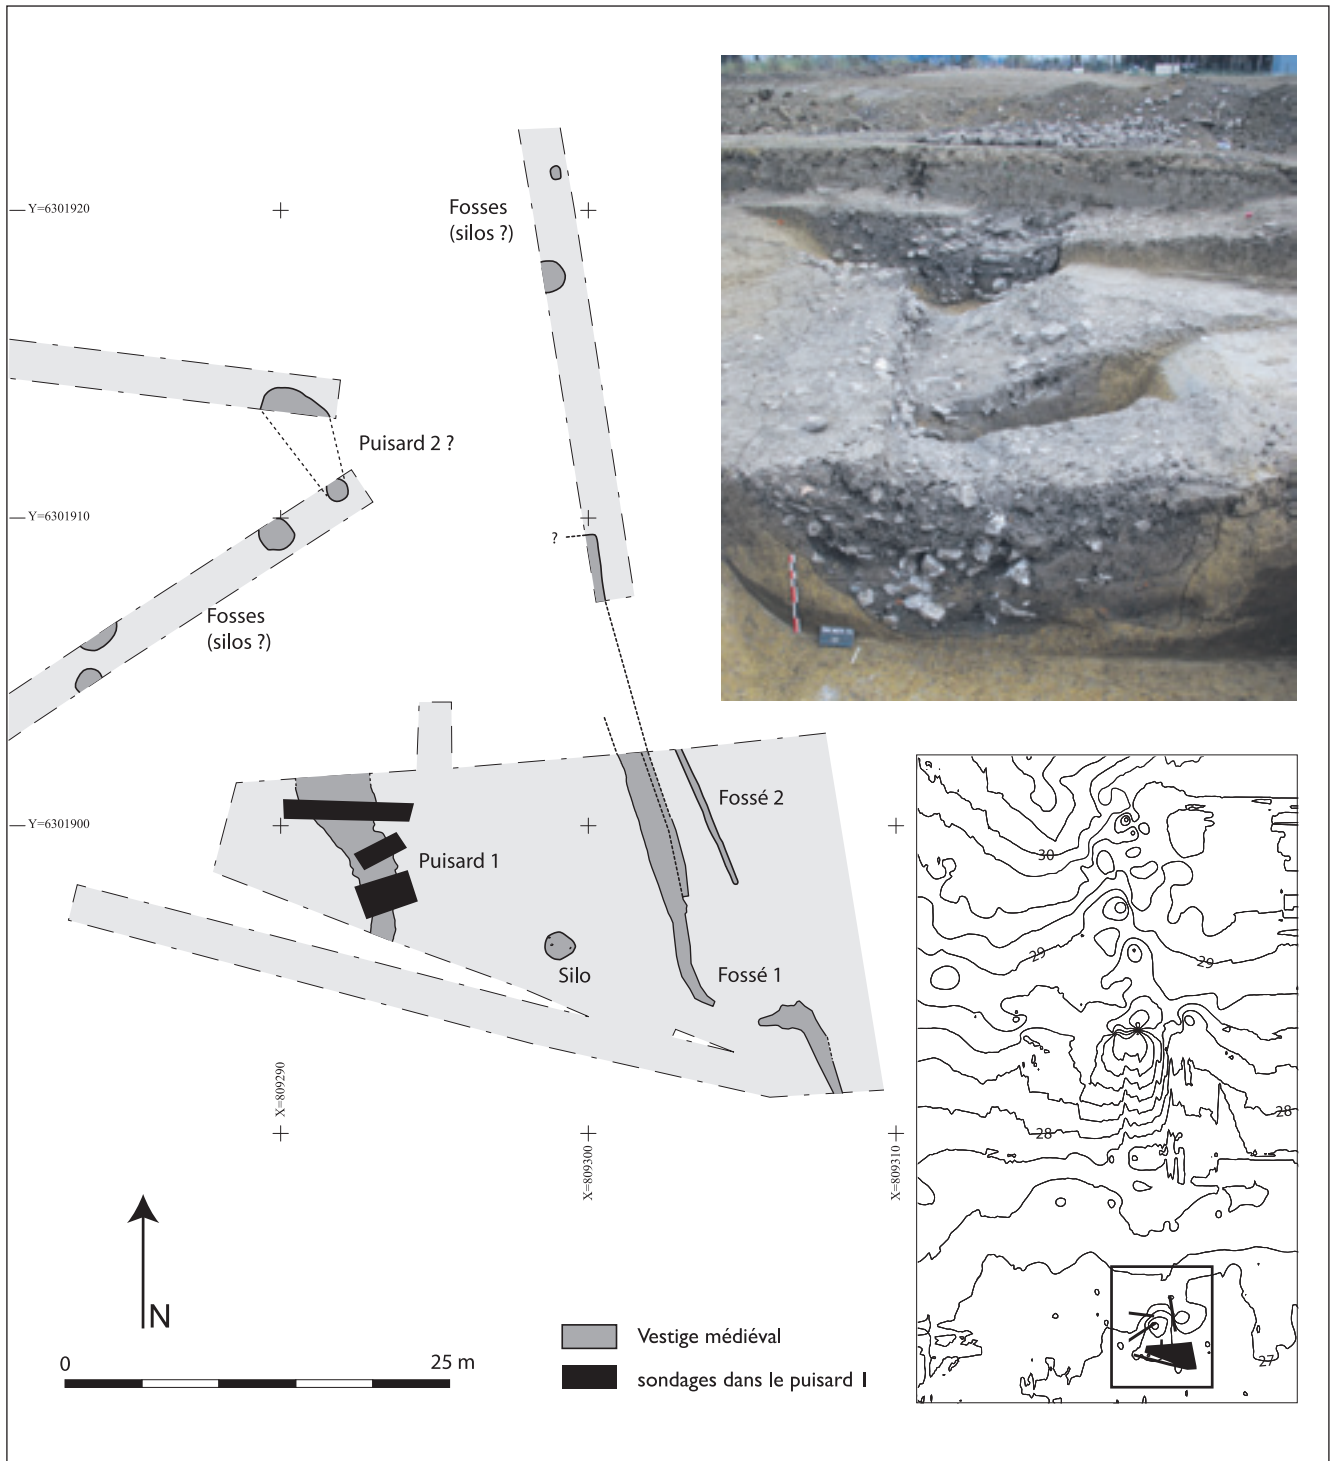 Y=6301920
Fosses
(silos ?)
Puisard 2 ?
Y=6301910
?
Fosses
(silos ?)
Fossé 2
Y=6301900
Puisard 1
Silo
Fossé 1
X=809290
X=809300
X=809310
N
0
25 m
Vestige médiéval
sondages dans le puisard 1
30
29
29
28
28
27